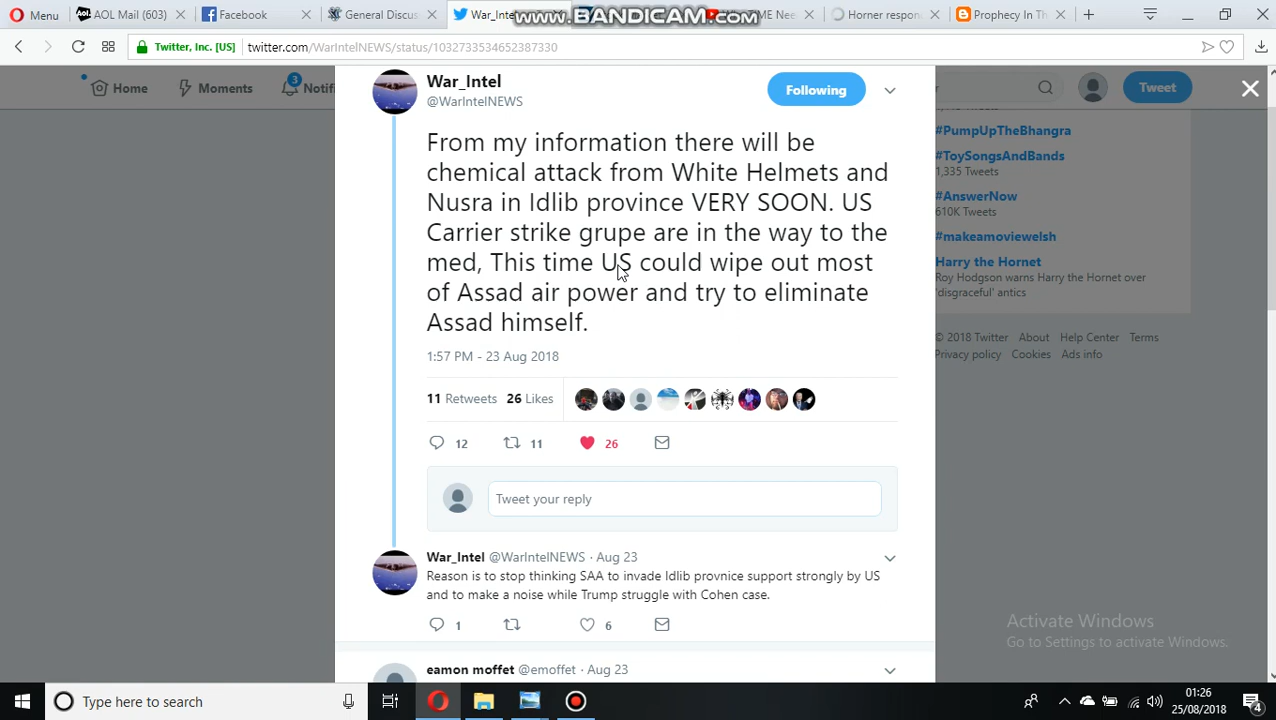 Menu
AOL Mail (603)
Facebook
General Discus
War_Inte
www.BANDICAM.com
ME Nee
Horner respon
Prophecy In Th
Twitter, Inc. [US]
twitter.com/WarIntelNEWS/status/1032733534652387330
Home
Moments
3
Notifi
Tweet
War_Intel
@WarIntelNEWS
Following
From my information there will be
chemical attack from White Helmets and
Nusra in Idlib province VERY SOON. US
Carrier strike grupe are in the way to the
med, This time US could wipe out most
of Assad air power and try to eliminate
Assad himself.
1:57 PM - 23 Aug 2018
11 Retweets 26 Likes
12 11 26
Tweet your reply
War_Intel @WarIntelNEWS · Aug 23
Reason is to stop thinking SAA to invade Idlib provnice support strongly by US
and to make a noise while Trump struggle with Cohen case.
1 6
eamon moffet @emoffet · Aug 23
#PumpUpTheBhangra
#ToySongsAndBands
1,335 Tweets
#AnswerNow
610K Tweets
#makeamoviewelsh
Harry the Hornet
Roy Hodgson warns Harry the Hornet over
'disgraceful' antics
© 2018 Twitter About Help Center Terms
Privacy policy Cookies Ads info
Activate Windows
Go to Settings to activate Windows.
Type here to search
01:26
25/08/2018
4